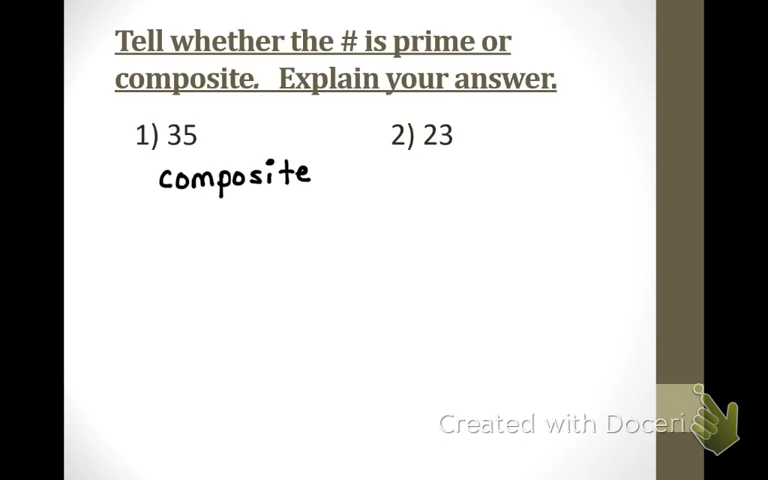 Tell whether the # is prime or
composite. Explain your answer.
1) 35 2) 23
composite
Created with Doceri